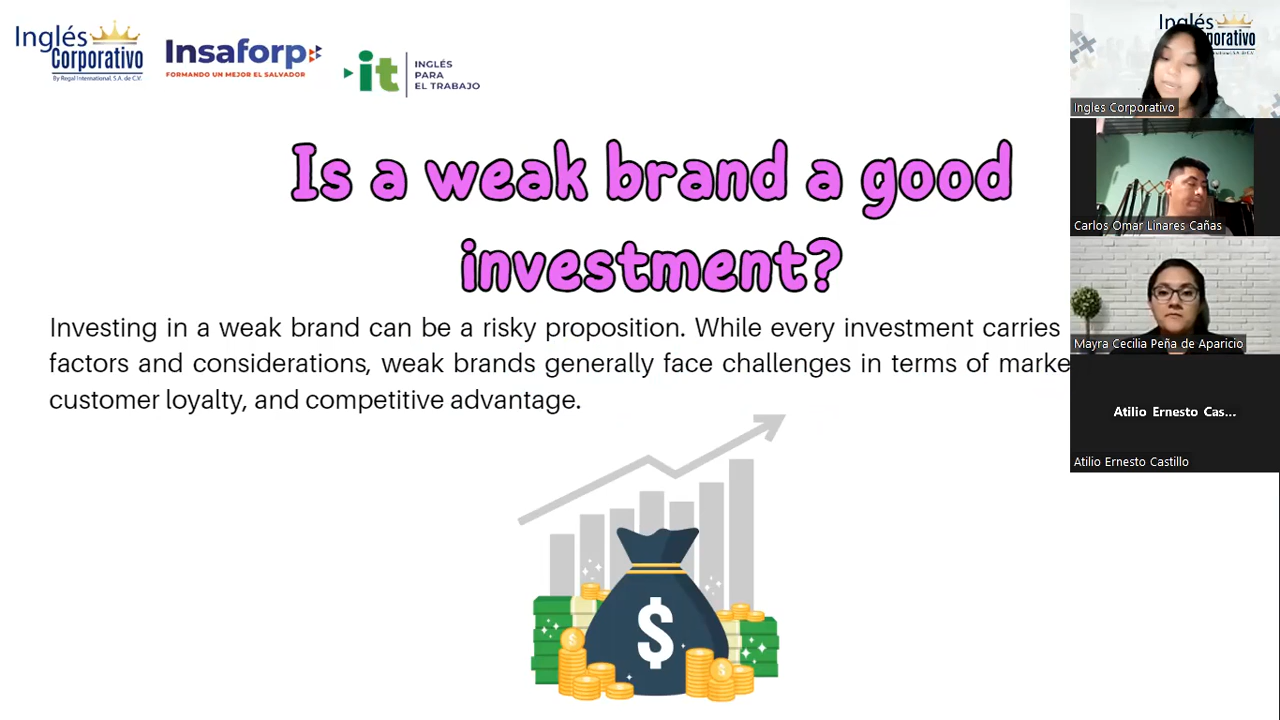 Inglés
Corporativo
By Regal International, S.A. de C.V.
Insaforp
FORMANDO UN MEJOR EL SALVADOR
it
INGLÉS
PARA
EL TRABAJO
Is a weak brand a good
investment?
Investing in a weak brand can be a risky proposition. While every investment carries
factors and considerations, weak brands generally face challenges in terms of marke
customer loyalty, and competitive advantage.
$
$
$
$
Inglés
orporativo
Ingles Corporativo
Carlos Omar Linares Cañas
Mayra Cecilia Peña de Aparicio
Atilio Ernesto Cas...
Atilio Ernesto Castillo